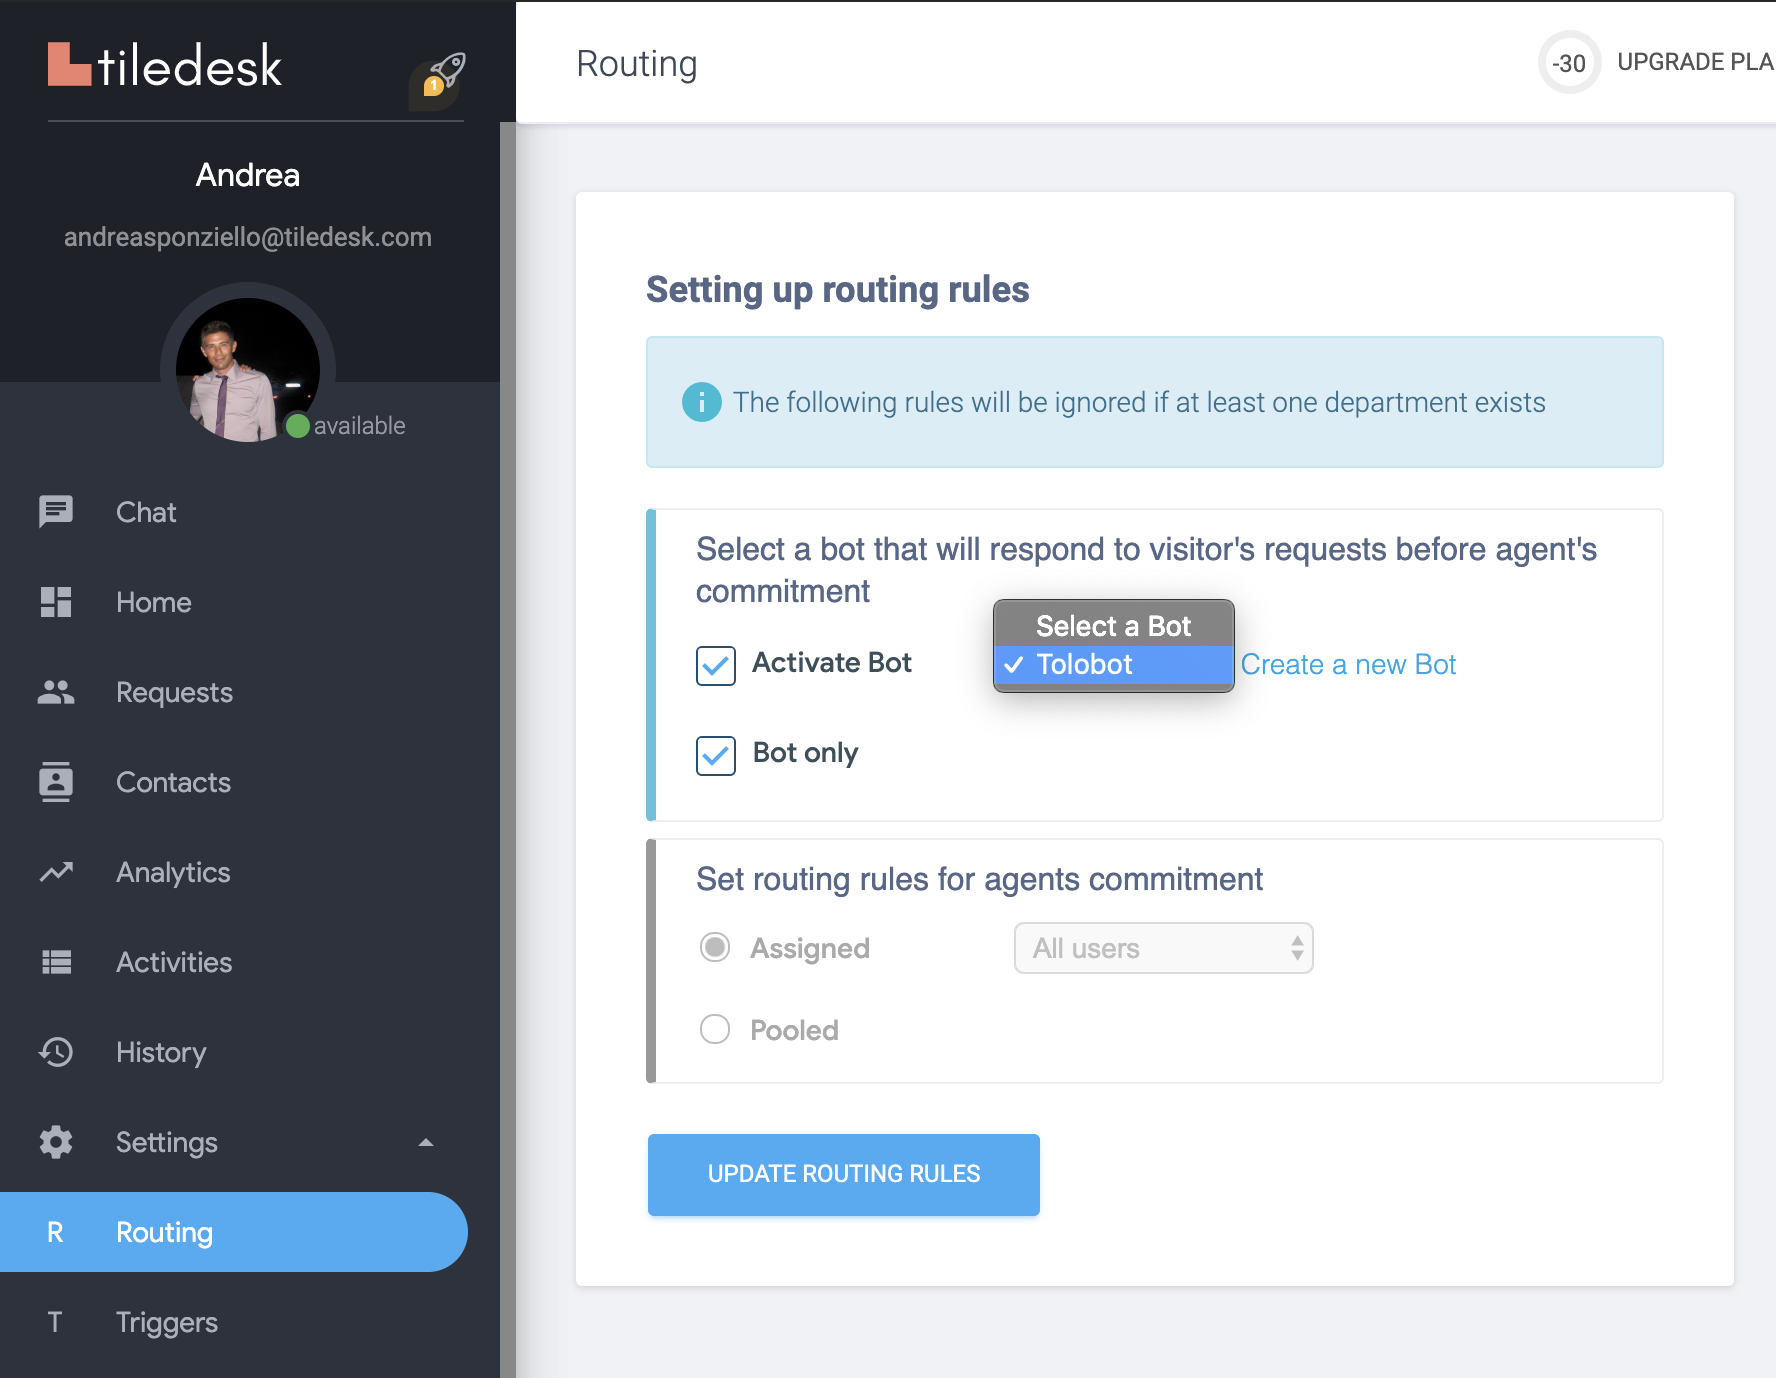 tiledesk
1
Andrea
andreasponziello@tiledesk.com
available
Chat
Home
Requests
Contacts
Analytics
Activities
History
Settings
R Routing
T Triggers
Routing
-30 UPGRADE PLA
Setting up routing rules
i The following rules will be ignored if at least one department exists
Select a bot that will respond to visitor's requests before agent's
commitment
Select a Bot
Activate Bot ✓ Tolobot Create a new Bot
Bot only
Set routing rules for agents commitment
Assigned All users
Pooled
UPDATE ROUTING RULES